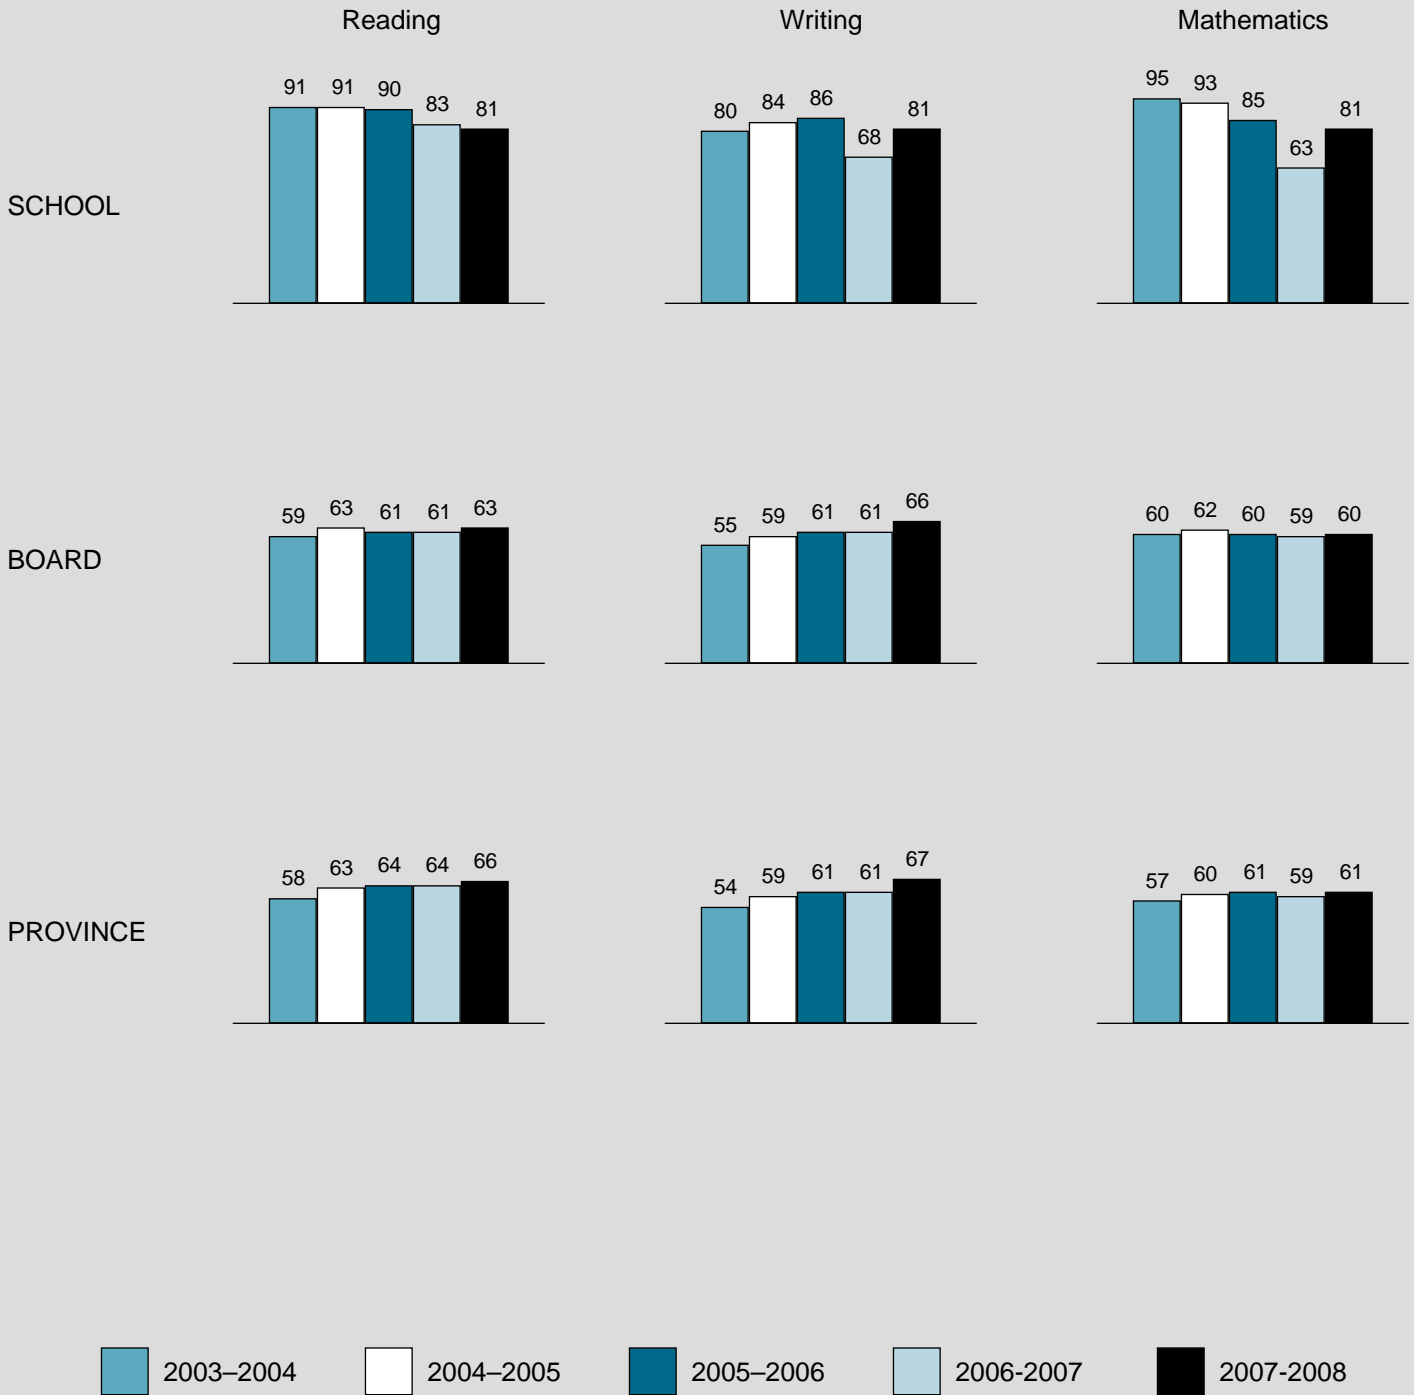 Reading Writing Mathematics
91 91 90 83 81 80 84 86 68 81 95 93 85 63 81
SCHOOL
59 63 61 61 63 55 59 61 61 66 60 62 60 59 60
BOARD
58 63 64 64 66 54 59 61 61 67 57 60 61 59 61
PROVINCE
2003–2004 2004–2005 2005–2006 2006-2007 2007-2008